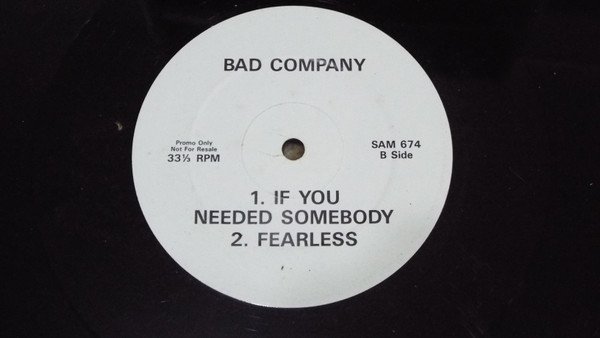 BAD COMPANY
Promo Only
Not For Resale
33⅓ RPM
SAM 674
B Side
1. IF YOU
NEEDED SOMEBODY
2. FEARLESS